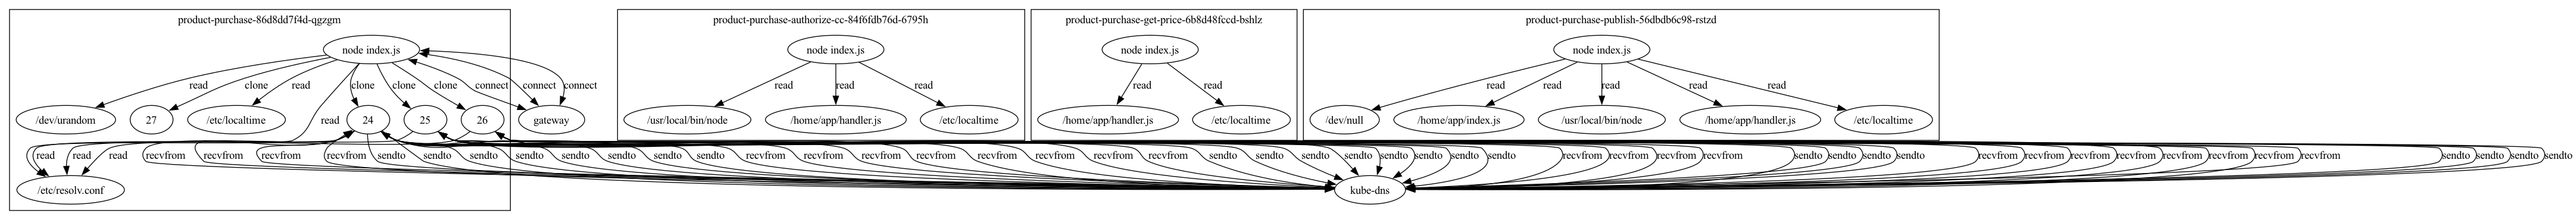 product-purchase-86d8dd7f4d-qgzgm
product-purchase-authorize-cc-84f6fdb76d-6795h
product-purchase-get-price-6b8d48fccd-bshlz
product-purchase-publish-56dbdb6c98-rstzd
node index.js
node index.js
node index.js
node index.js
read
clone
read
clone
clone
clone
connect
connect
read
read
read
read
read
read
read
read
read
read
/dev/urandom
27
/etc/localtime
read
24
25
26
gateway
/usr/local/bin/node
/home/app/handler.js
/etc/localtime
/home/app/handler.js
/etc/localtime
/dev/null
/home/app/index.js
/usr/local/bin/node
/home/app/handler.js
/etc/localtime
read
read
read
recvfrom
recvfrom
recvfrom
recvfrom
sendto
sendto
sendto
sendto
sendto
sendto
sendto
sendto
recvfrom
recvfrom
recvfrom
recvfrom
recvfrom
recvfrom
recvfrom
recvfrom
sendto
sendto
sendto
sendto
sendto
sendto
sendto
sendto
recvfrom
recvfrom
recvfrom
recvfrom
sendto
sendto
sendto
sendto
recvfrom
recvfrom
recvfrom
recvfrom
recvfrom
recvfrom
recvfrom
recvfrom
sendto
sendto
sendto
sendto
/etc/resolv.conf
kube-dns